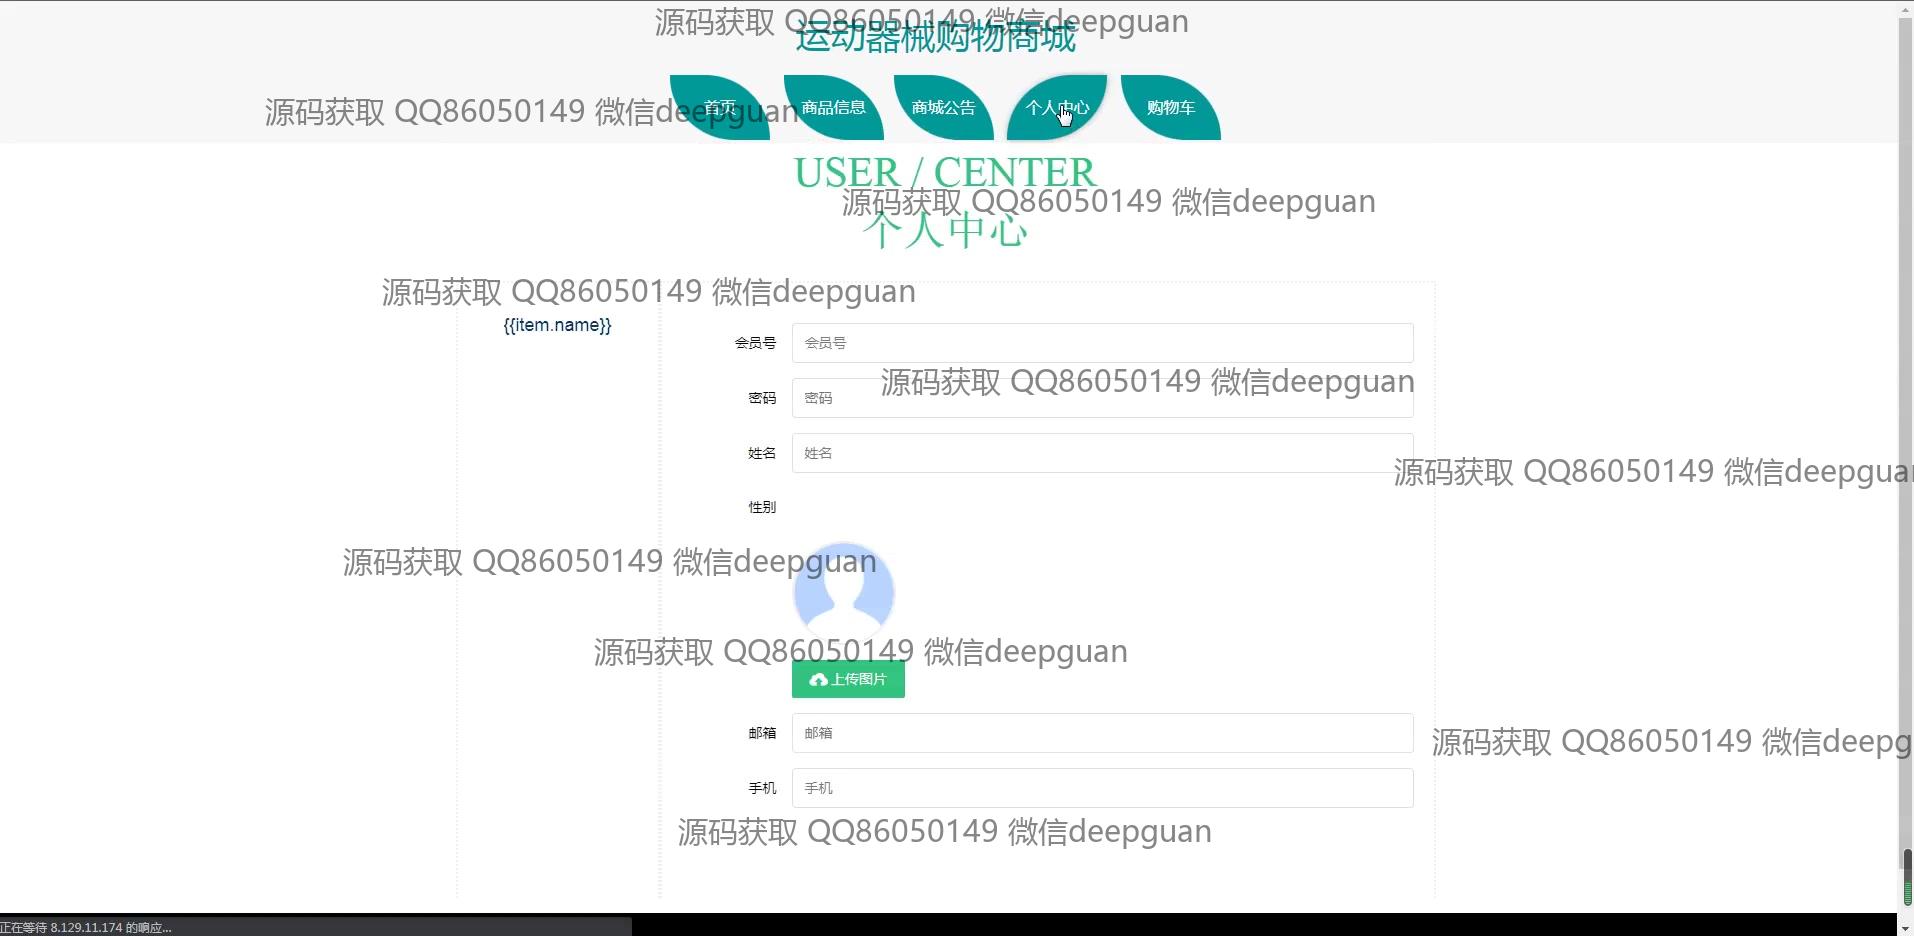 源码获取 QQ86050149 微信deepguan
运动器械购物商城
首页 商品信息 商城公告 个人中心 购物车
源码获取 QQ86050149 微信deepguan
USER / CENTER
源码获取 QQ86050149 微信deepguan
个人中心
源码获取 QQ86050149 微信deepguan
{{item.name}}
会员号 会员号
源码获取 QQ86050149 微信deepguan
密码 密码
姓名 姓名
源码获取 QQ86050149 微信deepguan
性别
源码获取 QQ86050149 微信deepguan
源码获取 QQ86050149 微信deepguan
上传图片
邮箱 邮箱
源码获取 QQ86050149 微信deepg
手机 手机
源码获取 QQ86050149 微信deepguan
正在等待 8.129.11.174 的响应...